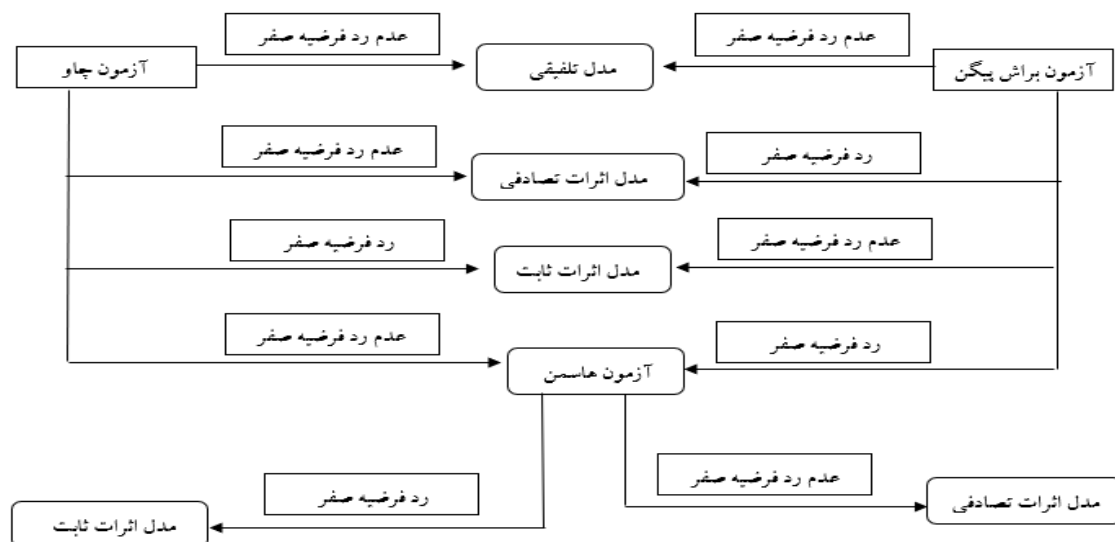 عدم رد فرضیه صفر
عدم رد فرضیه صفر
آزمون براش پیگن
مدل تلفیقی
آزمون چاو
رد فرضیه صفر
عدم رد فرضیه صفر
مدل اثرات تصادفی
عدم رد فرضیه صفر
رد فرضیه صفر
مدل اثرات ثابت
رد فرضیه صفر
عدم رد فرضیه صفر
آزمون هاسمن
عدم رد فرضیه صفر
رد فرضیه صفر
مدل اثرات تصادفی
مدل اثرات ثابت